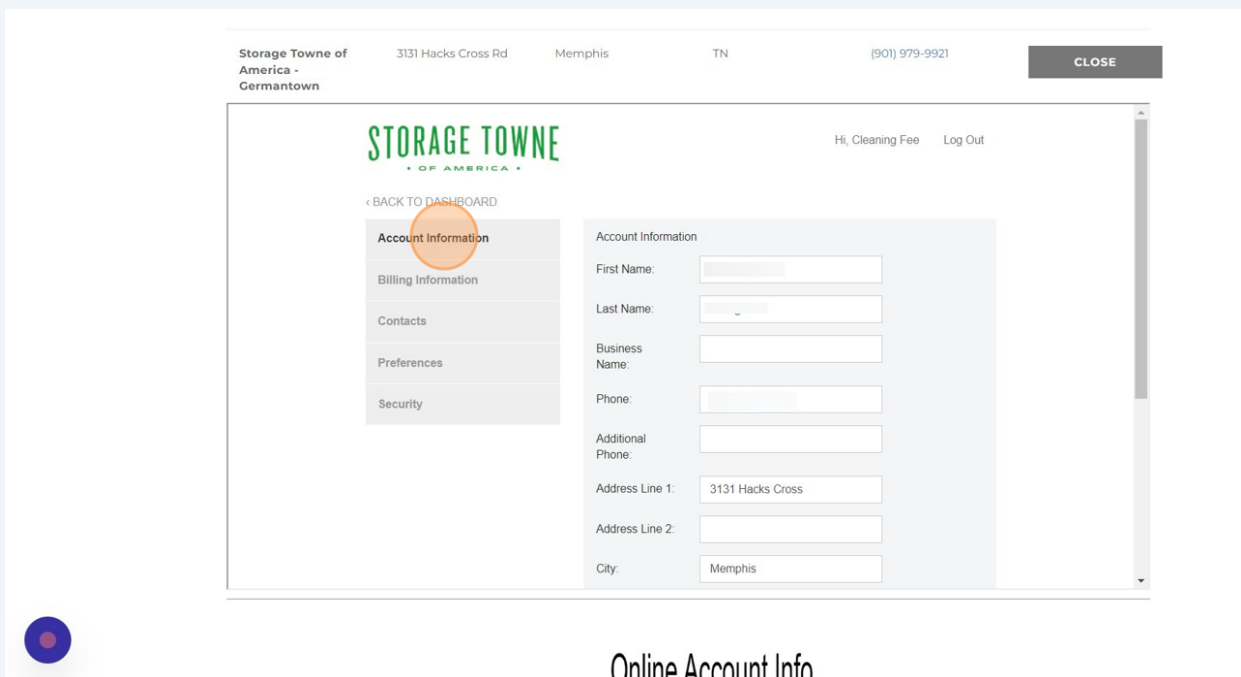 Storage Towne of America - Germantown 3131 Hacks Cross Rd Memphis TN (901) 979-9921 CLOSE
STORAGE TOWNE
• OF AMERICA •
Hi, Cleaning Fee Log Out
‹ BACK TO DASHBOARD
Account Information
Billing Information
Contacts
Preferences
Security
Account Information
First Name:
Last Name:
Business
Name:
Phone:
Additional
Phone:
Address Line 1: 3131 Hacks Cross
Address Line 2:
City: Memphis
Online Account Info